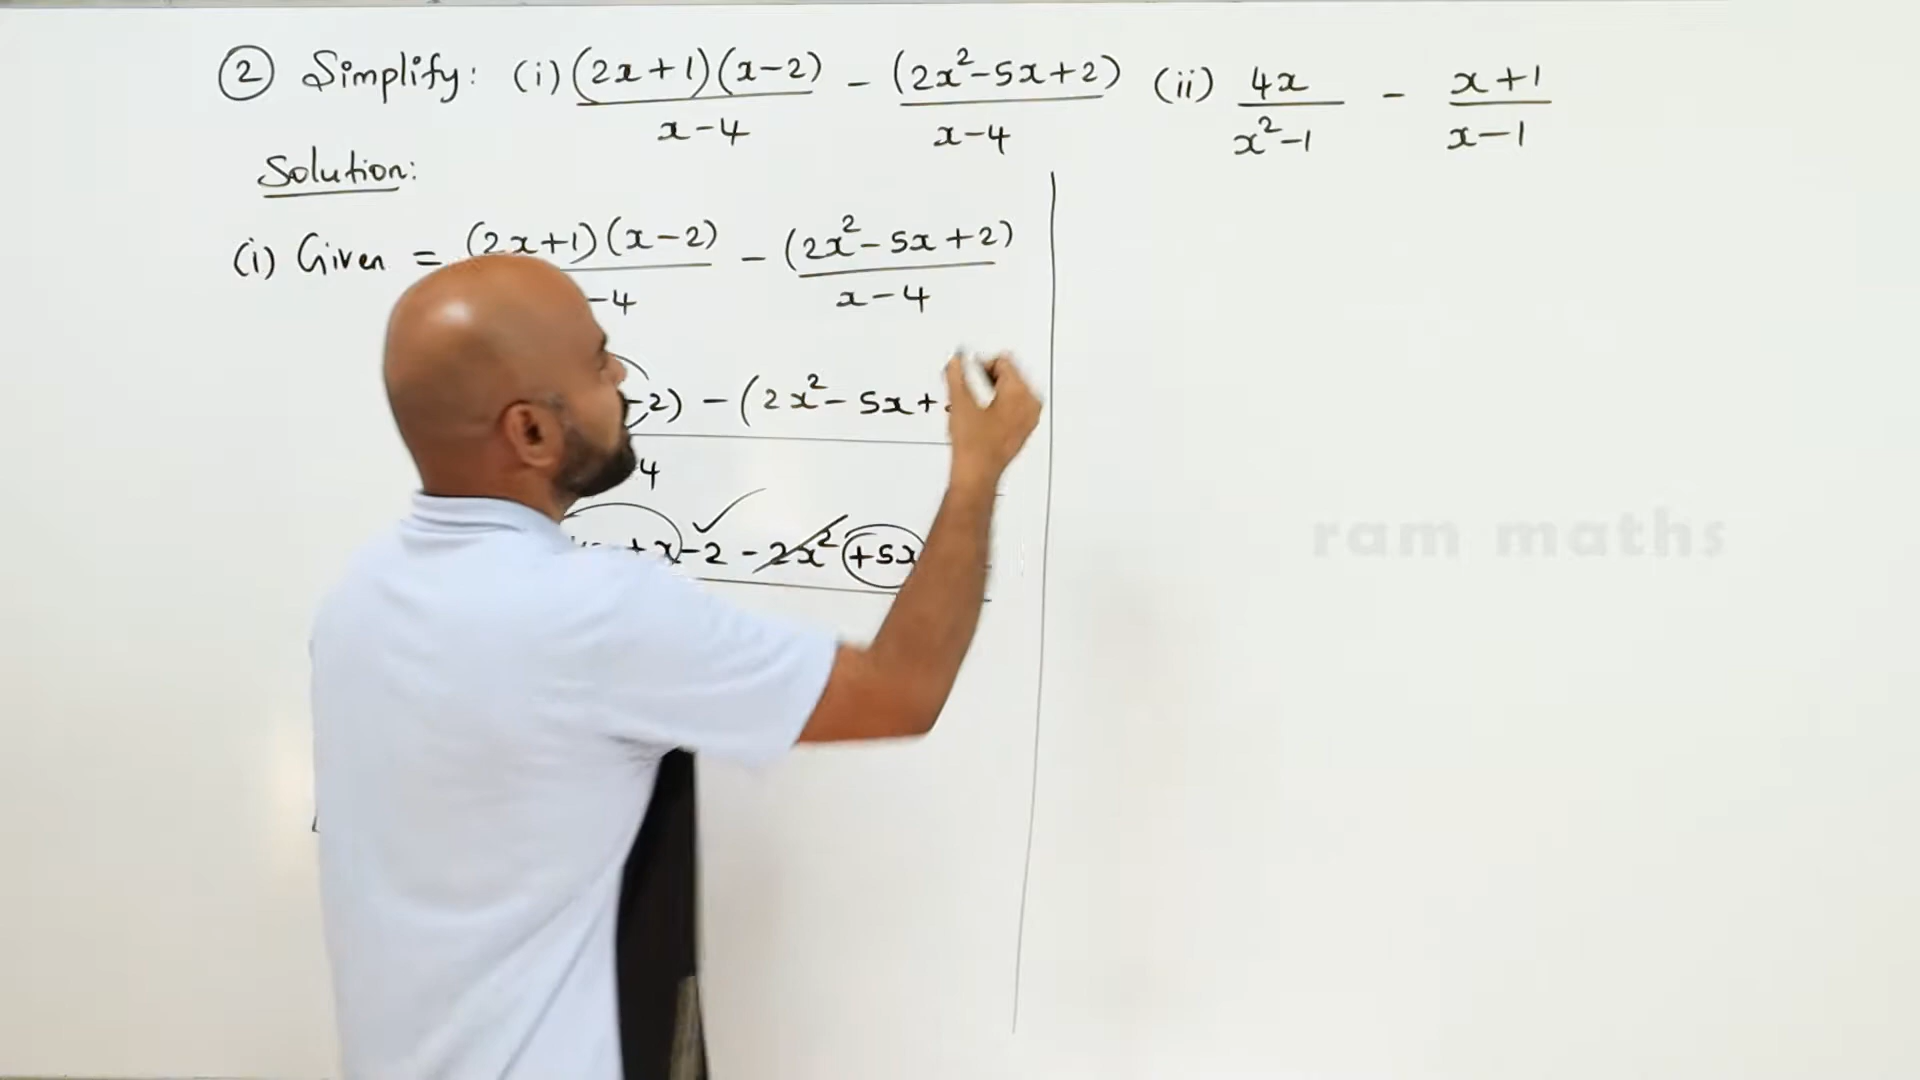 ② Simplify: (i) (2x+1)(x-2)/x-4 - (2x²-5x+2)/x-4 (ii) 4x/x²-1 - x+1/x-1
Solution:
(i) Given = (2x+1)(x-2)/-4 - (2x²-5x+2)/x-4
-2) - (2x²-5x+
4
+x-2-2x²+5x
ram maths